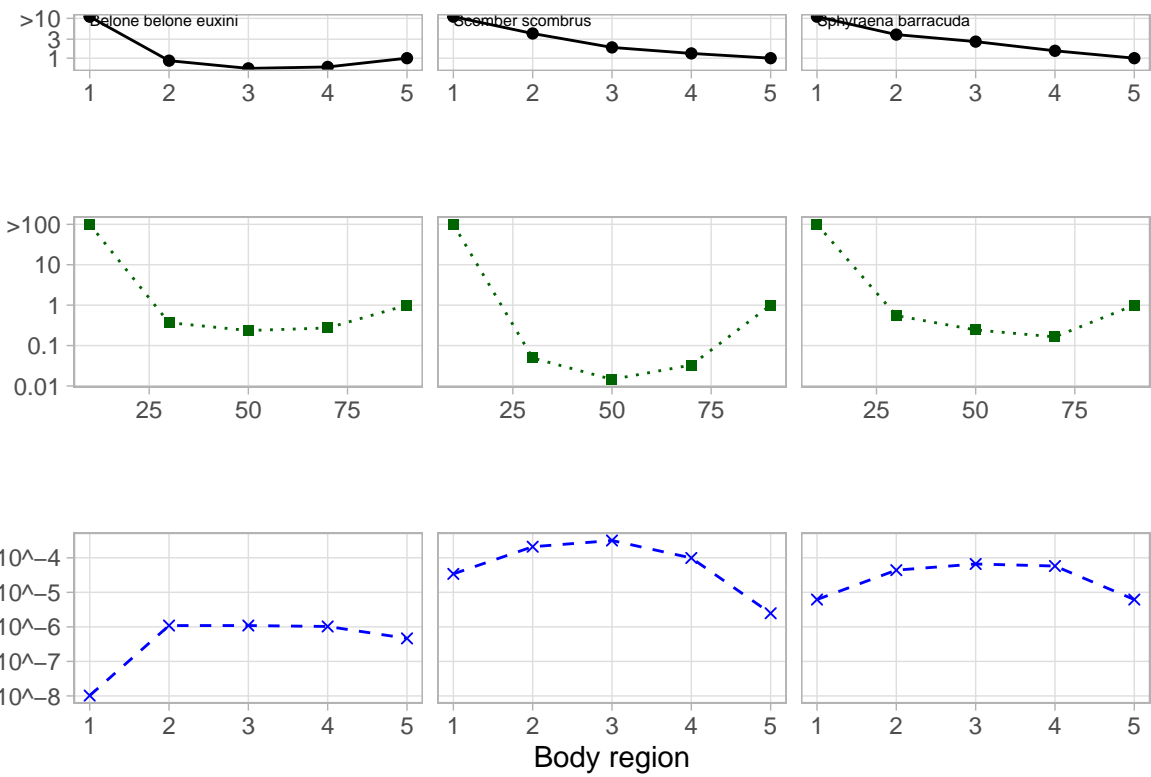 >10
3
1
Belone belone euxini
Scomber scombrus
Sphyraena barracuda
1 2 3 4 5 1 2 3 4 5 1 2 3 4 5
>100
10
1
0.1
0.01
25 50 75 25 50 75 25 50 75
10^−4
10^−5
10^−6
10^−7
10^−8
1 2 3 4 5 1 2 3 4 5 1 2 3 4 5
Body region